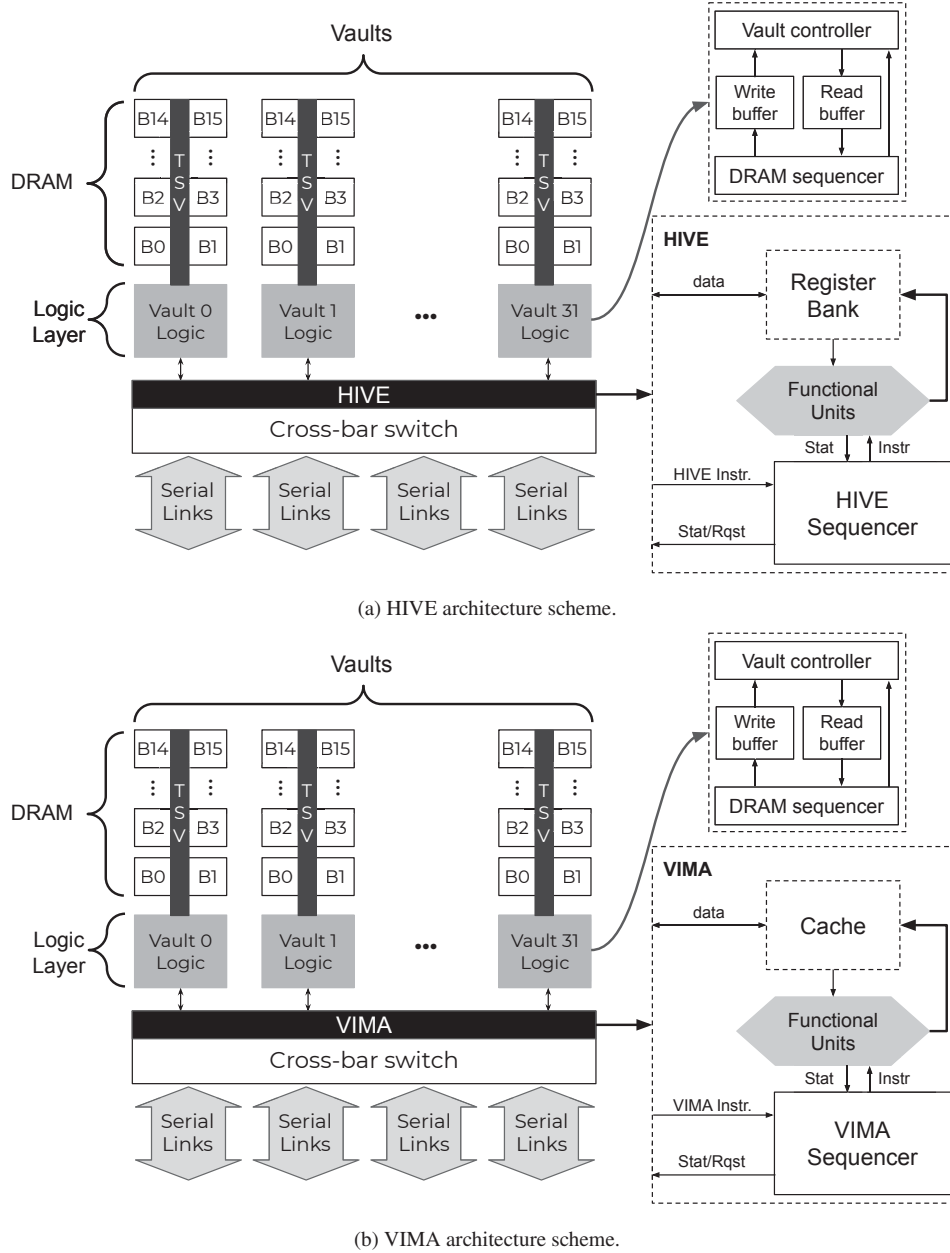 Vaults
DRAM
B14 B15 B14 B15 B14 B15
T S V T S V T S V
B2 B3 B2 B3 B2 B3
B0 B1 B0 B1 B0 B1
Logic Layer
Vault 0 Logic
Vault 1 Logic
...
Vault 31 Logic
HIVE
Cross-bar switch
Serial Links
Serial Links
Serial Links
Serial Links
Vault controller
Write buffer
Read buffer
DRAM sequencer
HIVE
data
Register Bank
Functional Units
Stat Instr
HIVE Instr.
Stat/Rqst
HIVE Sequencer
(a) HIVE architecture scheme.
Vaults
DRAM
B14 B15 B14 B15 B14 B15
T S V T S V T S V
B2 B3 B2 B3 B2 B3
B0 B1 B0 B1 B0 B1
Logic Layer
Vault 0 Logic
Vault 1 Logic
...
Vault 31 Logic
VIMA
Cross-bar switch
Serial Links
Serial Links
Serial Links
Serial Links
Vault controller
Write buffer
Read buffer
DRAM sequencer
VIMA
data
Cache
Functional Units
Stat Instr
VIMA Instr.
Stat/Rqst
VIMA Sequencer
(b) VIMA architecture scheme.